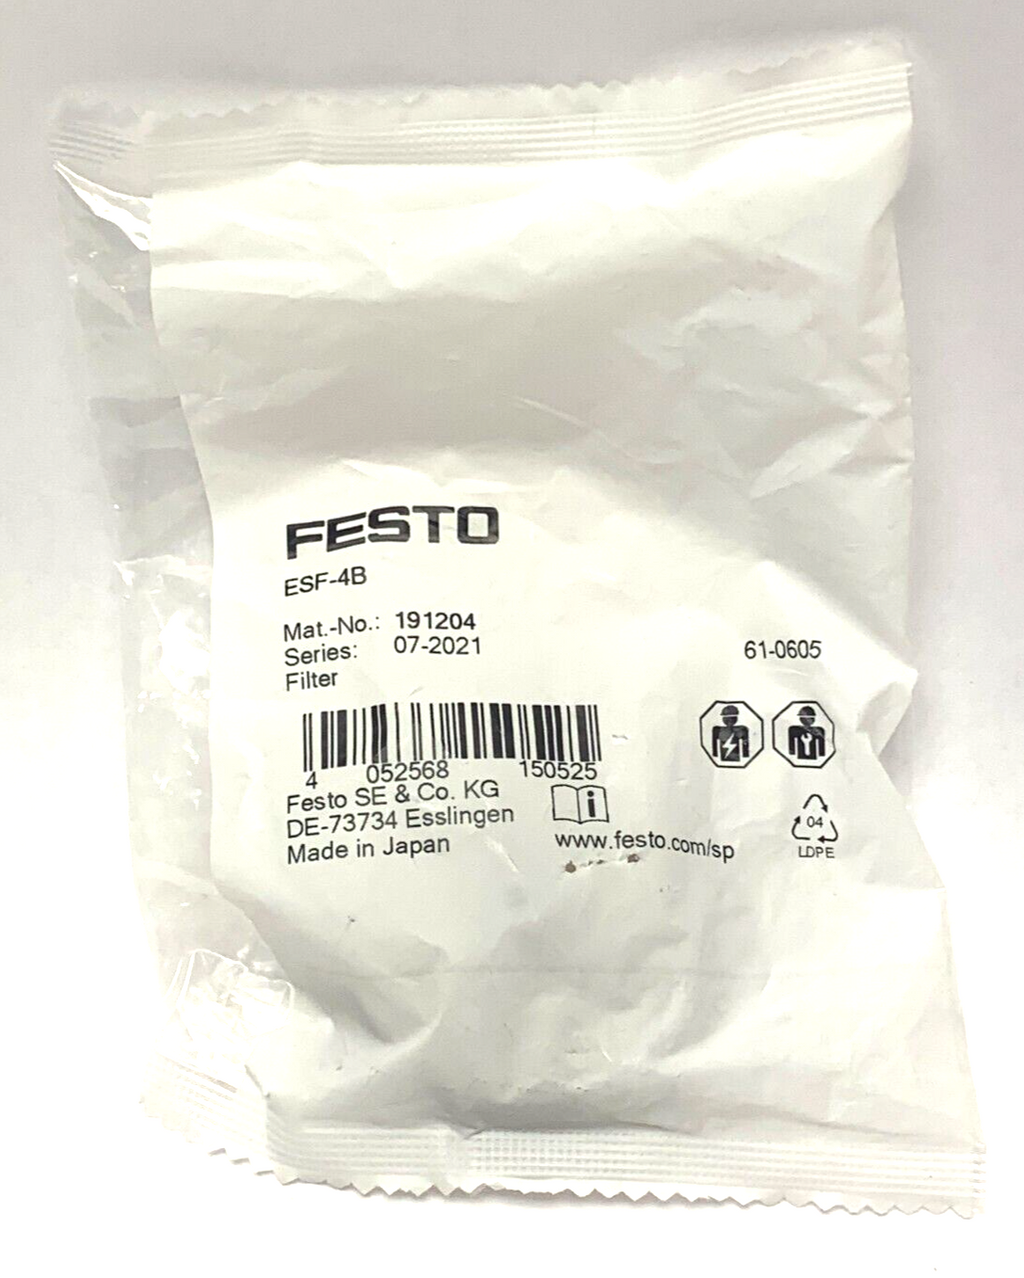 FESTO
ESF-4B
Mat.-No.: 191204
Series: 07-2021
61-0605
Filter
4 052568 150525
Festo SE & Co. KG
DE-73734 Esslingen
Made in Japan
i
www.festo.com/sp
04
LDPE